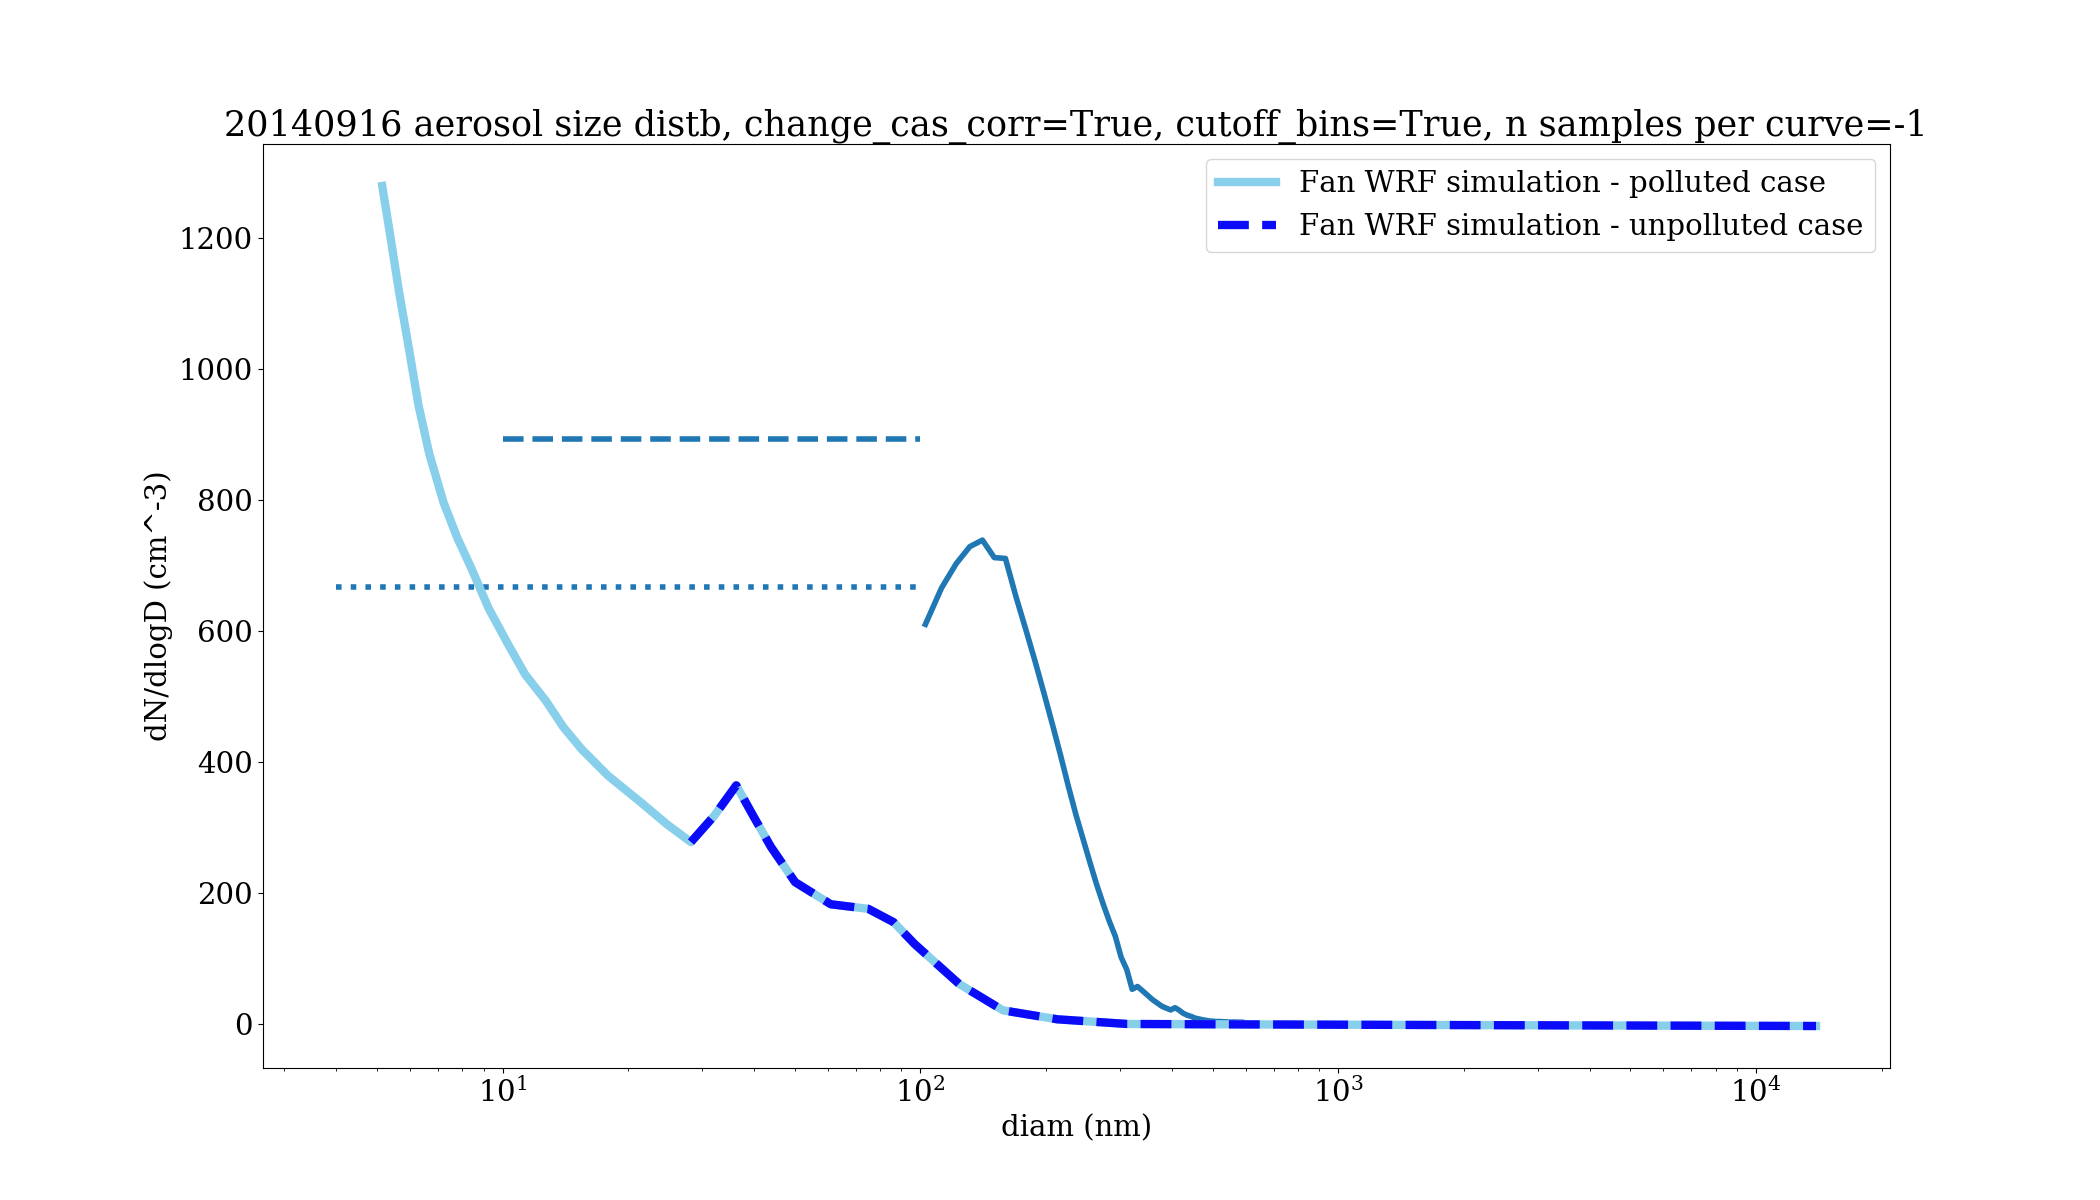 20140916 aerosol size distb, change_cas_corr=True, cutoff_bins=True, n samples per curve=-1
Fan WRF simulation - polluted case
Fan WRF simulation - unpolluted case
dN/dlogD (cm^-3)
1200
1000
800
600
400
200
0
10¹ 10² 10³ 10⁴
diam (nm)